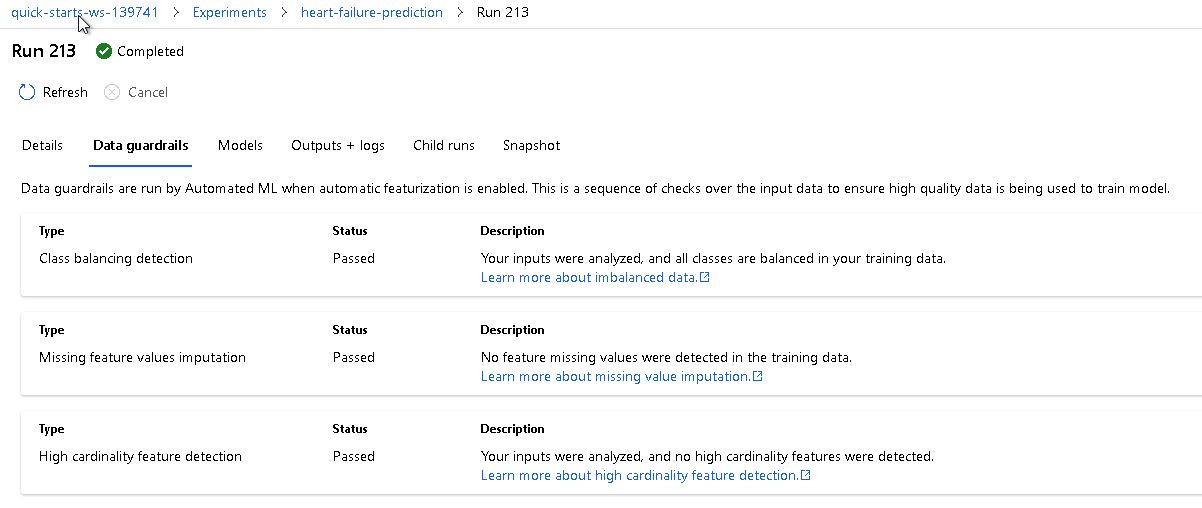 quick-starts-ws-139741 > Experiments > heart-failure-prediction > Run 213
Run 213 Completed
Refresh Cancel
Details Data guardrails Models Outputs + logs Child runs Snapshot
Data guardrails are run by Automated ML when automatic featurization is enabled. This is a sequence of checks over the input data to ensure high quality data is being used to train model.
Type Status Description
Class balancing detection Passed Your inputs were analyzed, and all classes are balanced in your training data.
Learn more about imbalanced data.
Type Status Description
Missing feature values imputation Passed No feature missing values were detected in the training data.
Learn more about missing value imputation.
Type Status Description
High cardinality feature detection Passed Your inputs were analyzed, and no high cardinality features were detected.
Learn more about high cardinality feature detection.